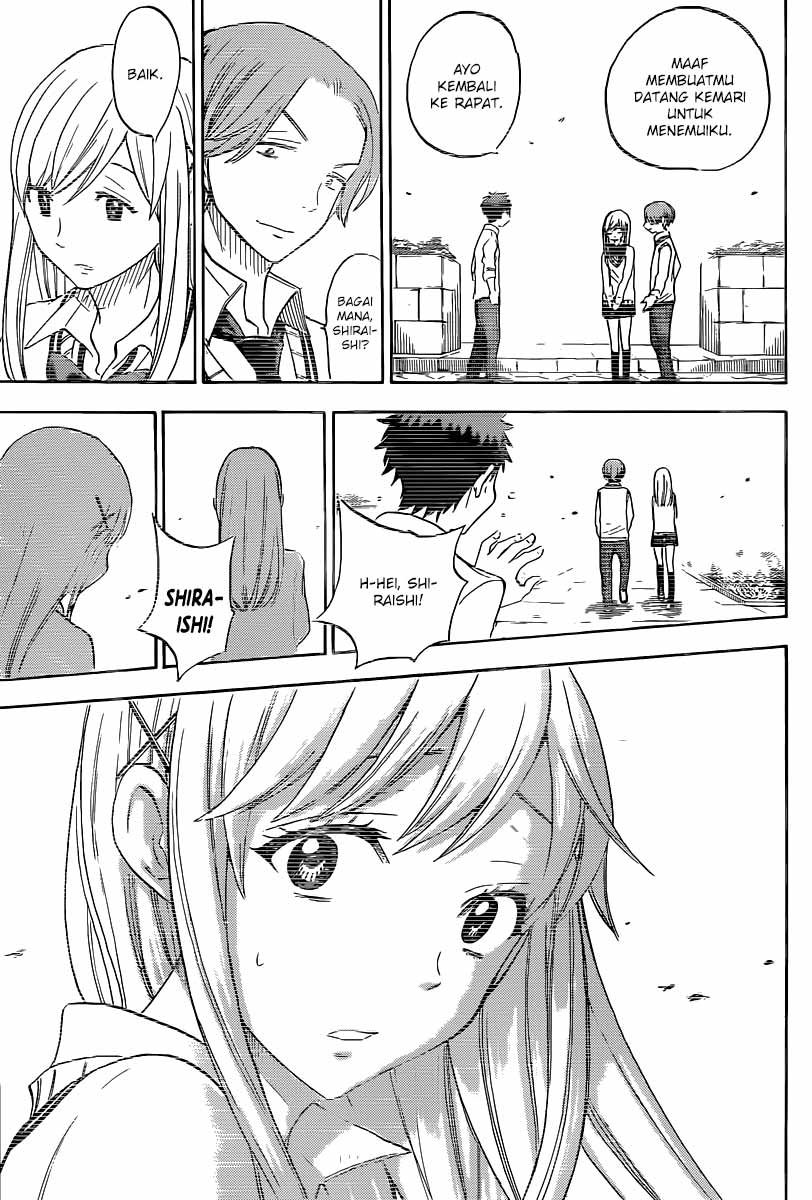 MAAF
MEMBUATMU
DATANG KEMARI
UNTUK
MENEMUIKU.
AYO
KEMBALI
KE RAPAT.
BAGAI
MANA,
SHIRAI-
SHI?
BAIK.
H-HEI, SHI-
RAISHI!
SHIRA-
ISHI!